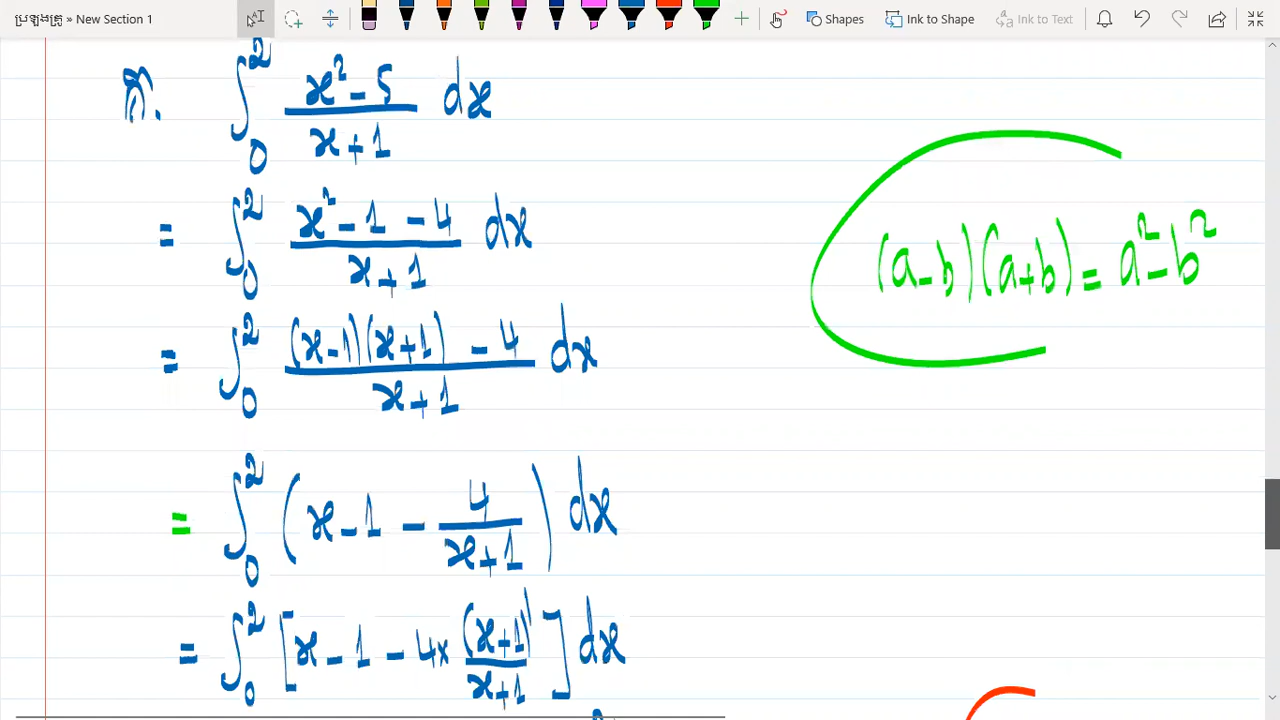 ប្រឡងត្រូ » New Section 1
Shapes
Ink to Shape
Ink to Text
ក. ∫₀² (x² - 5)/(x + 1) dx
= ∫₀² (x² - 1 - 4)/(x + 1) dx
(a - b)(a + b) = a² - b²
= ∫₀² ((x - 1)(x + 1) - 4)/(x + 1) dx
= ∫₀² (x - 1 - 4/(x + 1)) dx
= ∫₀² [x - 1 - 4 × (x + 1)'/(x + 1)] dx